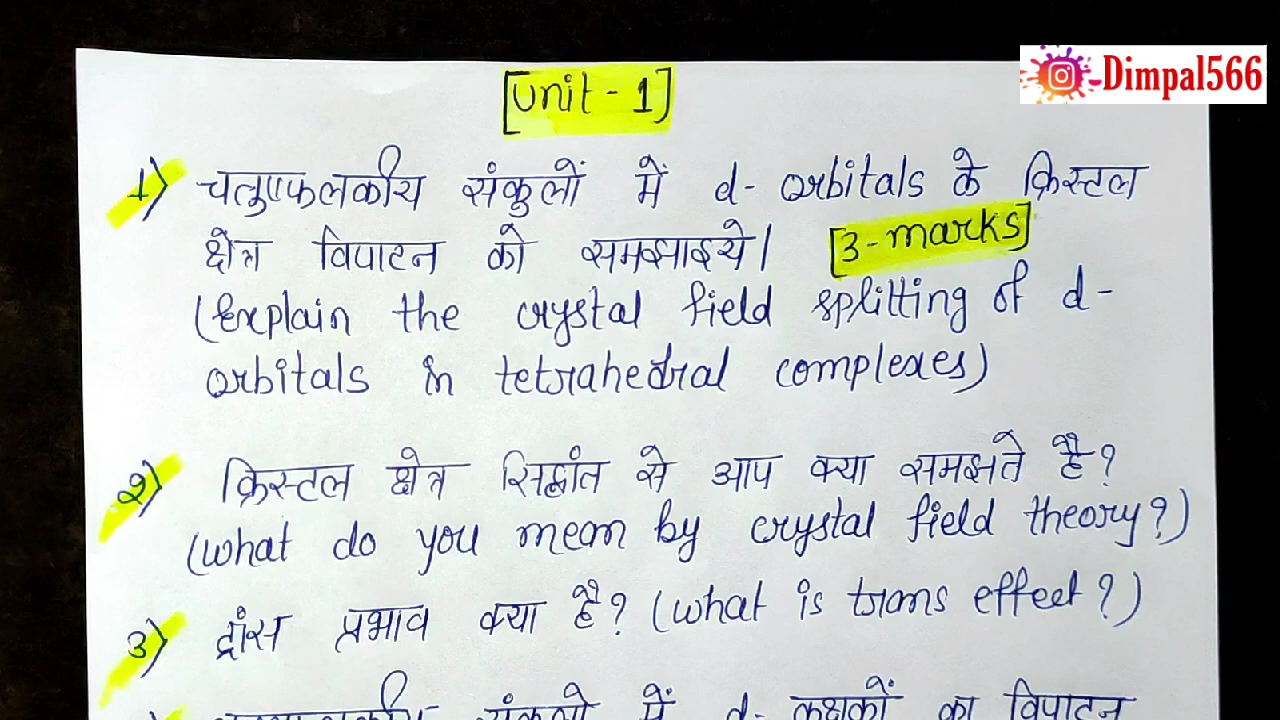 Dimpal566
[Unit - 1]
1) चतुष्फलकीय संकुलों में d- orbitals के क्रिस्टल
क्षेत्र विपाटन को समझाइये। [3-marks]
(Explain the crystal field splitting of d-
orbitals in tetrahedral complexes)
2) क्रिस्टल क्षेत्र सिद्धांत से आप क्या समझते है?
(what do you mean by crystal field theory?)
3) ट्रांस प्रभाव क्या है? (what is trans effect?)
संकुलो में d- कक्षकों का विपाटन